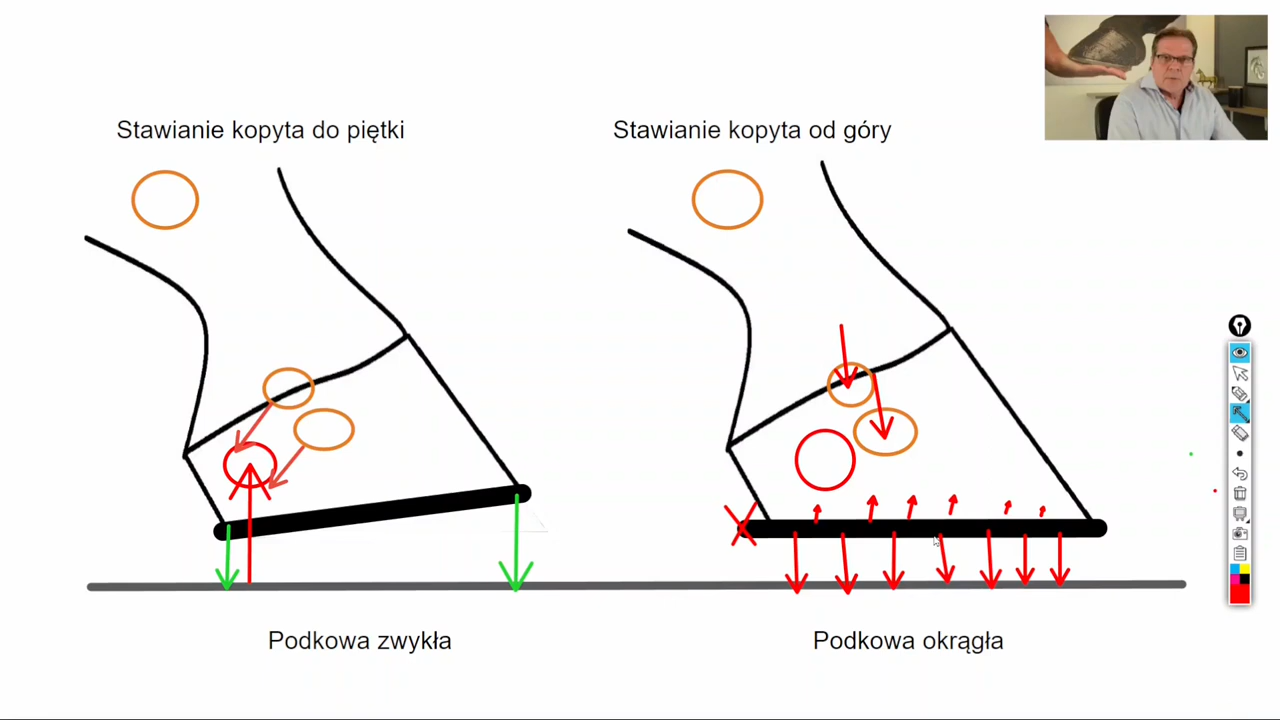 Stawianie kopyta do piętki
Stawianie kopyta od góry
Podkowa zwykła
Podkowa okrągła